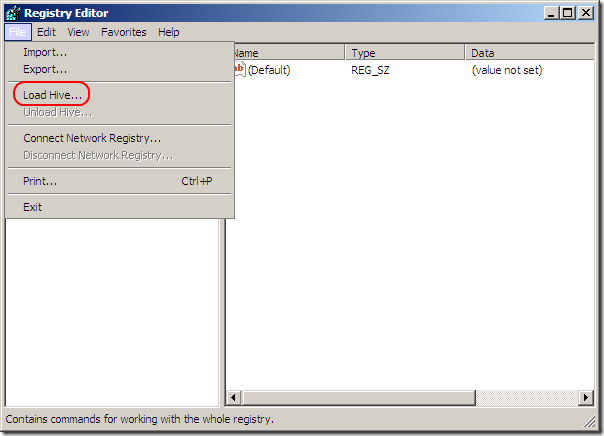 Registry Editor
File Edit View Favorites Help
Import...
Export...
Load Hive...
Unload Hive...
Connect Network Registry...
Disconnect Network Registry...
Print... Ctrl+P
Exit
Name Type Data
ab (Default) REG_SZ (value not set)
Contains commands for working with the whole registry.